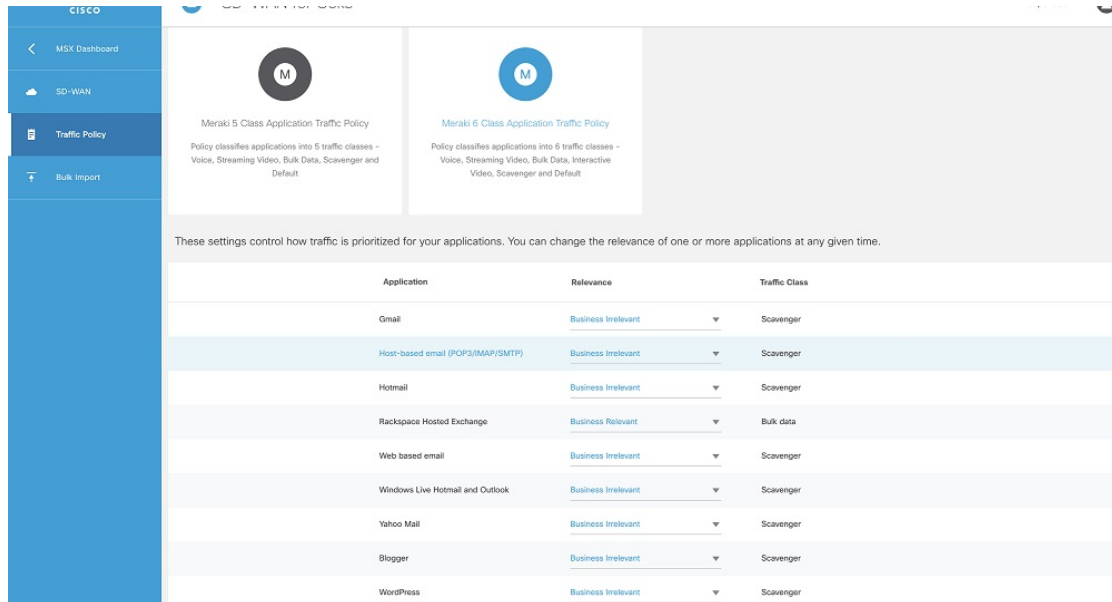 CISCO
MSX Dashboard
SD-WAN
Traffic Policy
Bulk Import
M
Meraki 5 Class Application Traffic Policy
Policy classifies applications into 5 traffic classes -
Voice, Streaming Video, Bulk Data, Scavenger and
Default
M
Meraki 6 Class Application Traffic Policy
Policy classifies applications into 6 traffic classes -
Voice, Streaming Video, Bulk Data, Interactive
Video, Scavenger and Default
These settings control how traffic is prioritized for your applications. You can change the relevance of one or more applications at any given time.
Application Relevance Traffic Class
Gmail Business Irrelevant Scavenger
Host-based email (POP3/IMAP/SMTP) Business Irrelevant Scavenger
Hotmail Business Irrelevant Scavenger
Rackspace Hosted Exchange Business Relevant Bulk data
Web based email Business Irrelevant Scavenger
Windows Live Hotmail and Outlook Business Irrelevant Scavenger
Yahoo Mail Business Irrelevant Scavenger
Blogger Business Irrelevant Scavenger
WordPress Business Irrelevant Scavenger